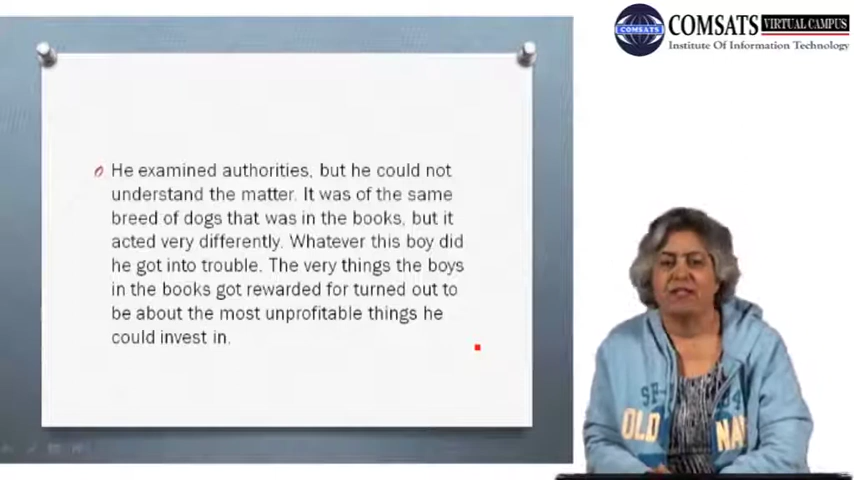 COMSATS VIRTUAL CAMPUS
Institute Of Information Technology
COMSATS
He examined authorities, but he could not
understand the matter. It was of the same
breed of dogs that was in the books, but it
acted very differently. Whatever this boy did
he got into trouble. The very things the boys
in the books got rewarded for turned out to
be about the most unprofitable things he
could invest in.
OLD NAV